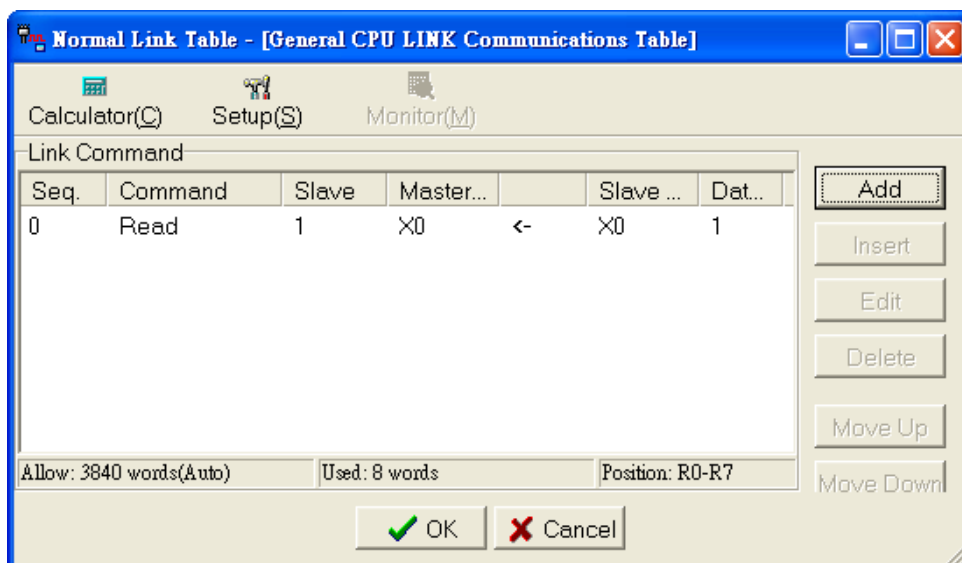 Normal Link Table - [General CPU LINK Communications Table]
Calculator(C) Setup(S) Monitor(M)
Link Command
Seq. Command Slave Master... Slave ... Dat...
0 Read 1 X0 <- X0 1
Add
Insert
Edit
Delete
Move Up
Move Down
Allow: 3840 words(Auto) Used: 8 words Position: R0-R7
OK Cancel